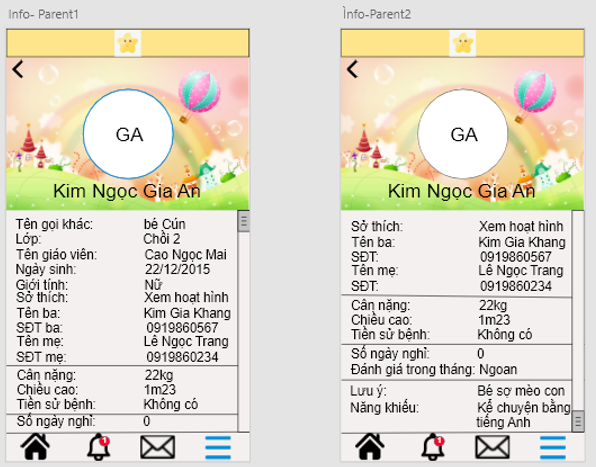 Info- Parent1
GA
Kim Ngọc Gia An
Tên gọi khác: bé Cún
Lớp: Chồi 2
Tên giáo viên: Cao Ngọc Mai
Ngày sinh: 22/12/2015
Giới tính: Nữ
Sở thích: Xem hoạt hình
Tên ba: Kim Gia Khang
SĐT ba: 0919860567
Tên mẹ: Lê Ngọc Trang
SĐT mẹ: 0919860234
Cân nặng: 22kg
Chiều cao: 1m23
Tiền sử bệnh: Không có
Số ngày nghỉ: 0
1
Ìnfo-Parent2
GA
Kim Ngọc Gia An
Sở thích: Xem hoạt hình
Tên ba: Kim Gia Khang
SĐT: 0919860567
Tên mẹ: Lê Ngọc Trang
SĐT: 0919860234
Cân nặng: 22kg
Chiều cao: 1m23
Tiền sử bệnh: Không có
Số ngày nghỉ: 0
Đánh giá trong tháng: Ngoan
Lưu ý: Bé sợ mèo con
Năng khiếu: Kể chuyện bằng
tiếng Anh
1